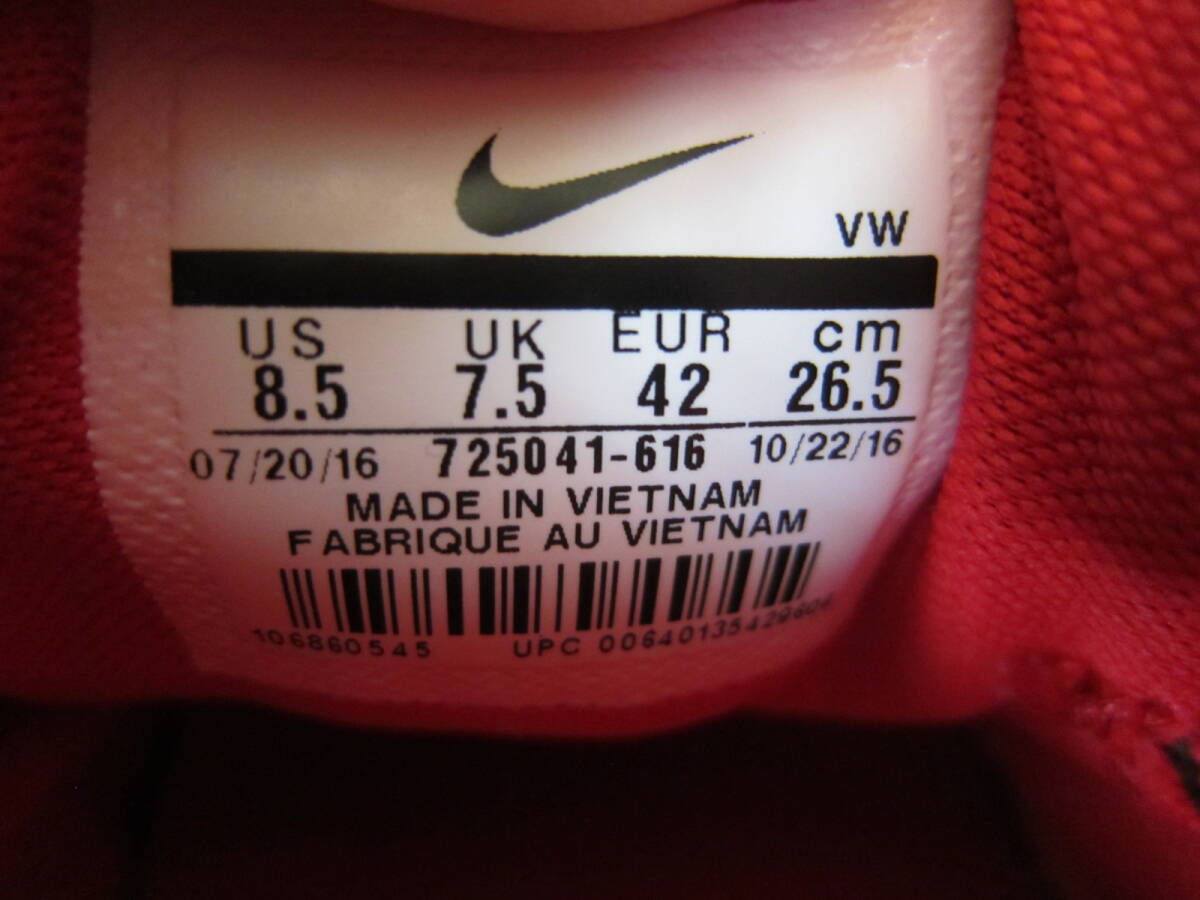 VW
US UK EUR cm
8.5 7.5 42 26.5
07/20/16 725041-616 10/22/16
MADE IN VIETNAM
FABRIQUE AU VIETNAM
106860545 UPC